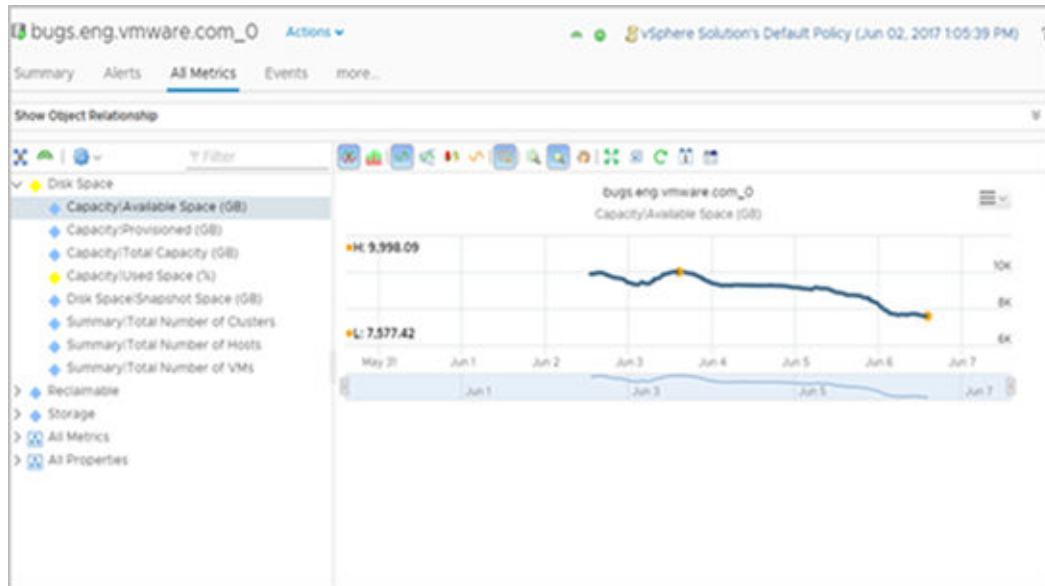 bugs.eng.vmware.com_0 Actions vSphere Solution's Default Policy (Jun 02, 2017 1:05:39 PM) ?
Summary Alerts All Metrics Events more...
Show Object Relationship
Filter
Disk Space
Capacity|Available Space (GB)
Capacity|Provisioned (GB)
Capacity|Total Capacity (GB)
Capacity|Used Space (%)
Disk Space|Snapshot Space (GB)
Summary|Total Number of Clusters
Summary|Total Number of Hosts
Summary|Total Number of VMs
Reclaimable
Storage
All Metrics
All Properties
bugs.eng.vmware.com_0
Capacity|Available Space (GB)
H: 9,998.09
10K
8K
L: 7,577.42
6K
May 31 Jun 1 Jun 2 Jun 3 Jun 4 Jun 5 Jun 6 Jun 7
Jun 1 Jun 3 Jun 5 Jun 7